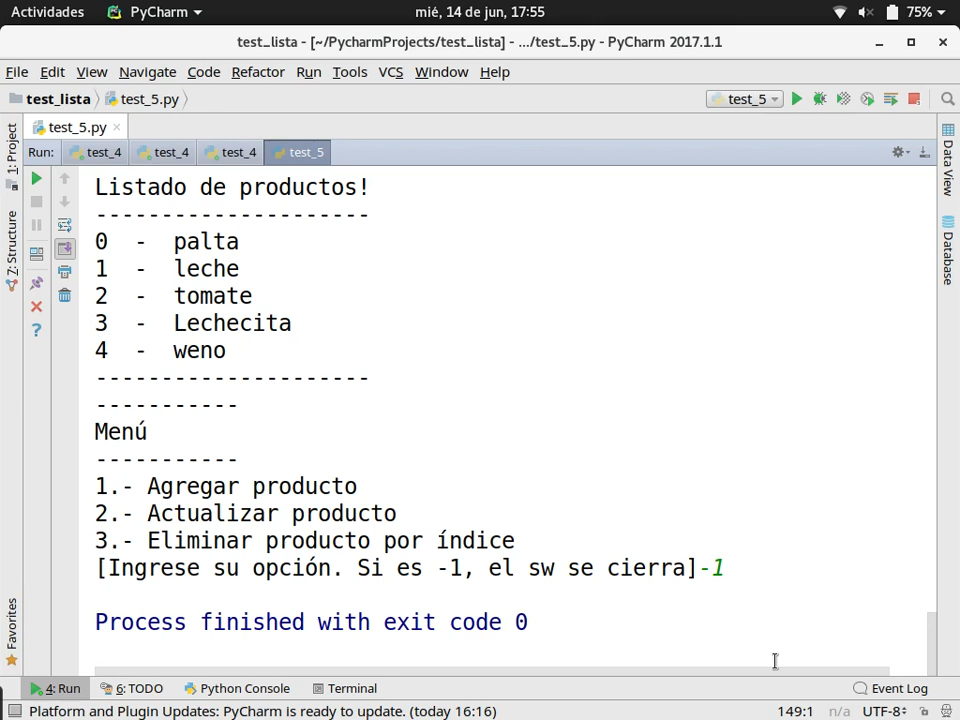 Actividades PyCharm mié, 14 de jun, 17:55 75%
test_lista - [~/PycharmProjects/test_lista] - .../test_5.py - PyCharm 2017.1.1
File Edit View Navigate Code Refactor Run Tools VCS Window Help
test_lista test_5.py test_5
test_5.py
Run: test_4 test_4 test_4 test_5
1: Project
7: Structure
Favorites
Data View
Database
Listado de productos!
---------------------
0 - palta
1 - leche
2 - tomate
3 - Lechecita
4 - weno
---------------------
-----------
Menú
-----------
1.- Agregar producto
2.- Actualizar producto
3.- Eliminar producto por índice
[Ingrese su opción. Si es -1, el sw se cierra]-1
Process finished with exit code 0
4: Run 6: TODO Python Console Terminal Event Log
Platform and Plugin Updates: PyCharm is ready to update. (today 16:16) 149:1 n/a UTF-8